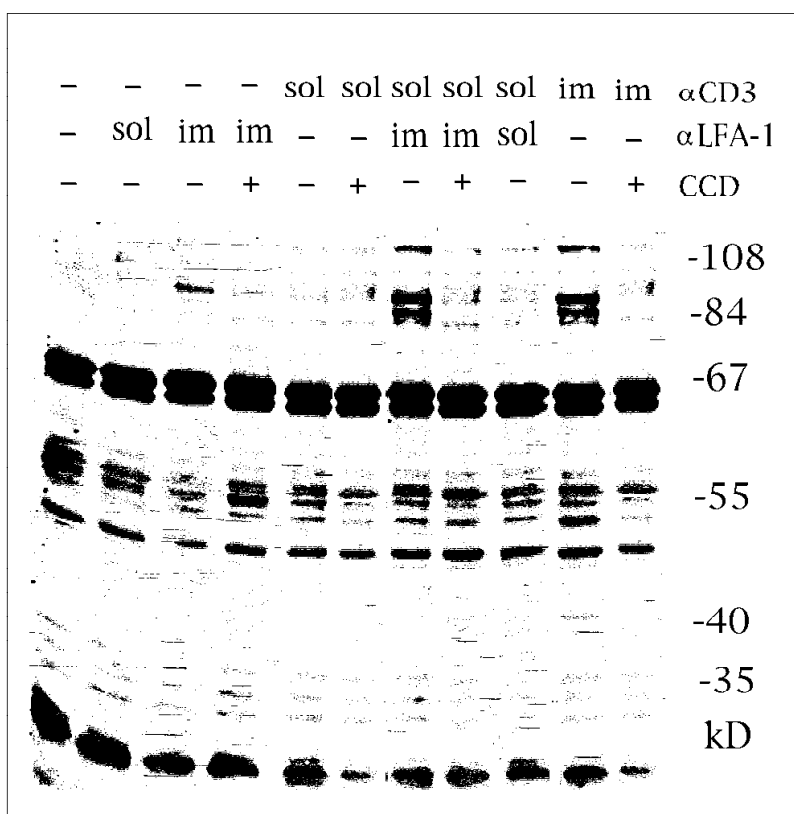 – – – – sol sol sol sol sol im im αCD3
– sol im im – – im im sol – – αLFA-1
– – – + – + – + – – + CCD
-108
-84
-67
-55
-40
-35
kD